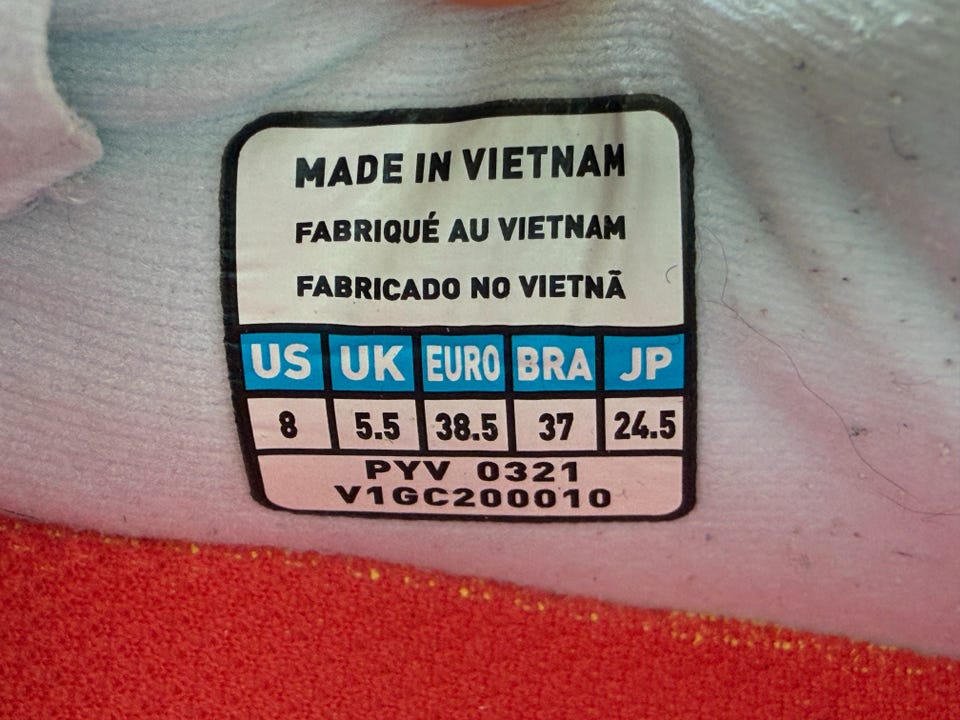 MADE IN VIETNAM
FABRIQUÉ AU VIETNAM
FABRICADO NO VIETNÃ
US UK EURO BRA JP
8 5.5 38.5 37 24.5
PYV 0321
V1GC200010